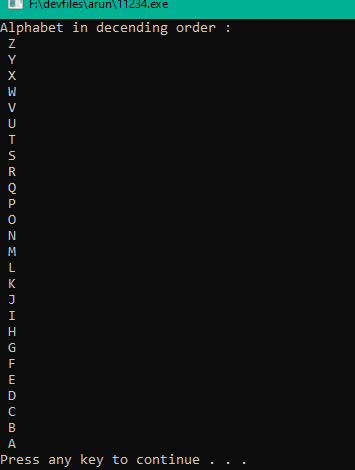 F:\devfiles\arun\11234.exe
Alphabet in decending order :
Z
Y
X
W
V
U
T
S
R
Q
P
O
N
M
L
K
J
I
H
G
F
E
D
C
B
A
Press any key to continue . . .